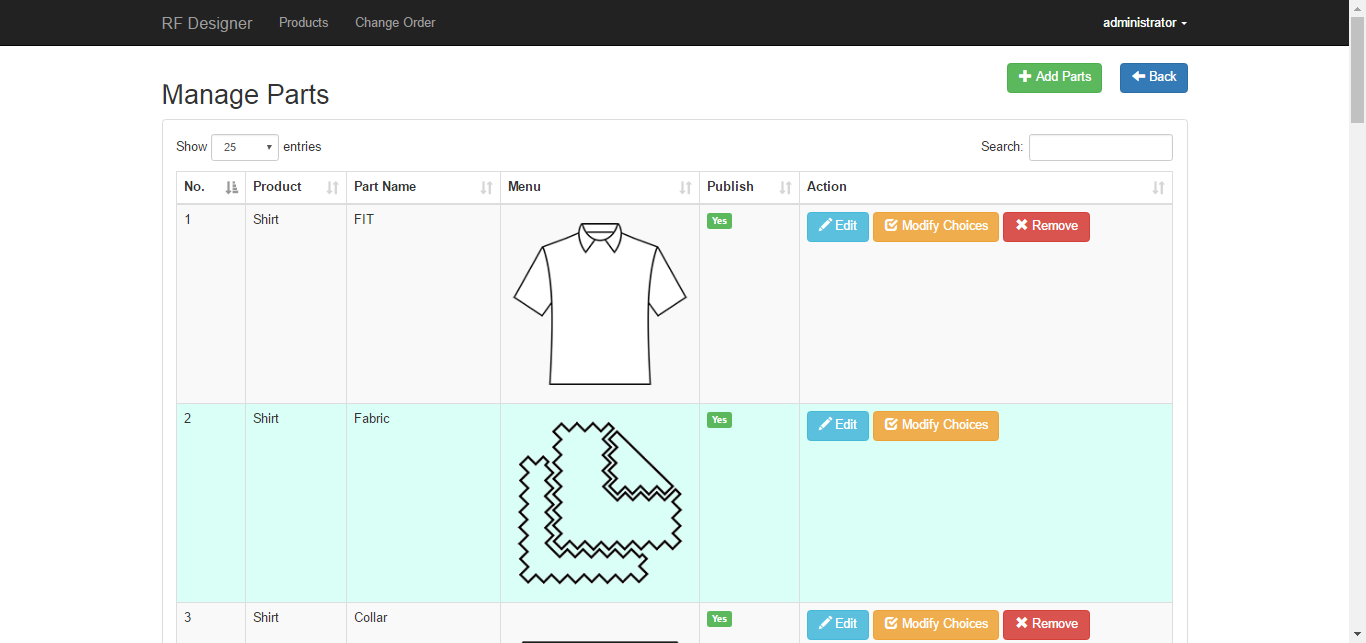 RF Designer Products Change Order administrator
Manage Parts Add Parts Back
Show 25 entries Search:
No. Product Part Name Menu Publish Action
1 Shirt FIT Yes Edit Modify Choices Remove
2 Shirt Fabric Yes Edit Modify Choices
3 Shirt Collar Yes Edit Modify Choices Remove